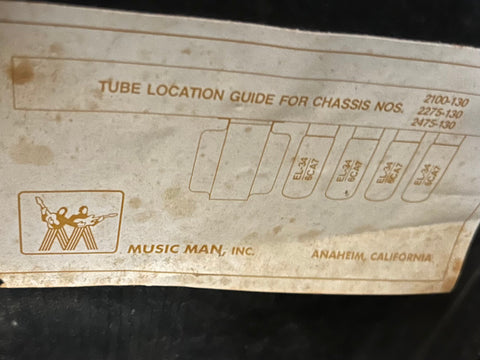 TUBE LOCATION GUIDE FOR CHASSIS NOS.
2100-130
2275-130
2475-130
EL-34
6CA7
EL-34
6CA7
EL-34
6CA7
EL-34
6CA7
MUSIC MAN, INC.
ANAHEIM, CALIFORNIA